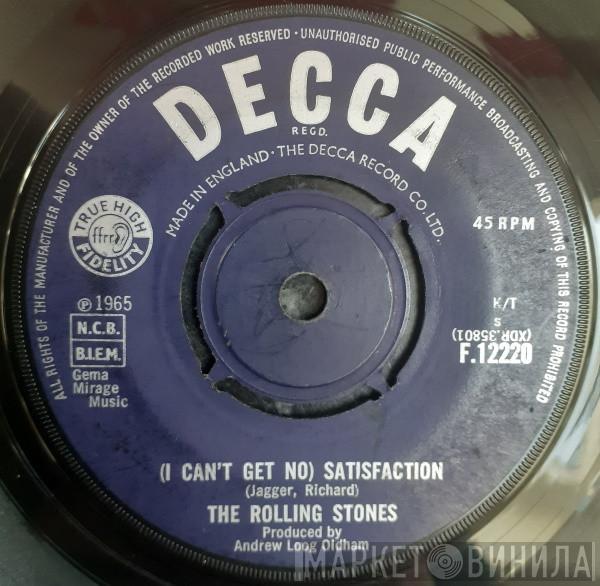 ALL RIGHTS OF THE MANUFACTURER AND OF THE OWNER OF THE RECORDED WORK RESERVED · UNAUTHORISED PUBLIC PERFORMANCE BROADCASTING AND COPYING OF THIS RECORD PROHIBITED
DECCA
REGD.
MADE IN ENGLAND · THE DECCA RECORD CO. LTD.
TRUE HIGH
ffrr
FIDELITY
45 RPM
℗ 1965
N.C.B.
B.I.E.M.
Gema
Mirage
Music
K/T
S
(XDR.35801)
F.12220
(I CAN'T GET NO) SATISFACTION
(Jagger, Richard)
THE ROLLING STONES
Produced by
Andrew Loog Oldham
МАРКЕТ ВИНИЛА